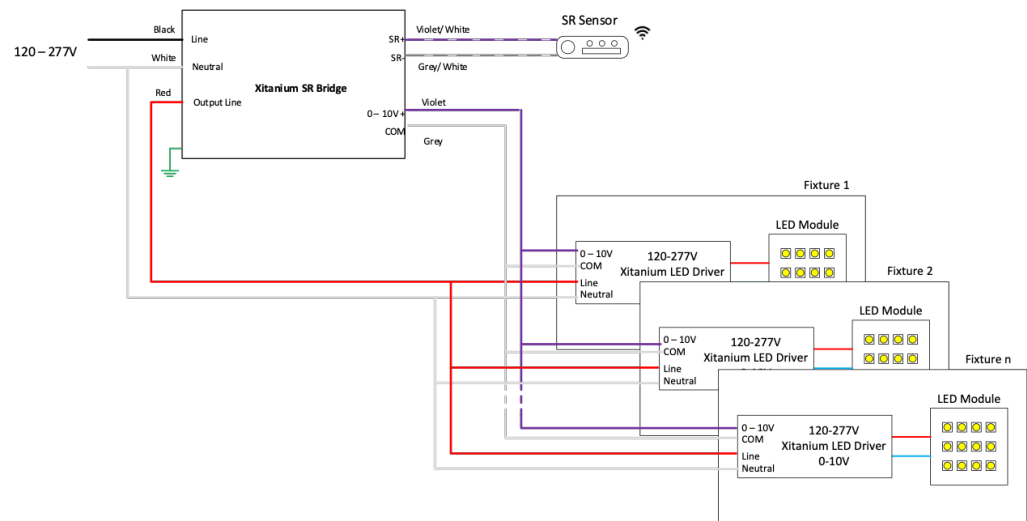 SR Sensor
Black
Violet/ White
120 – 277V
Line
SR+
White
SR-
Neutral
Grey/ White
Xitanium SR Bridge
Red
Output Line
Violet
0 – 10V +
COM
Grey
Fixture 1
LED Module
0 – 10V
120-277V
COM
Xitanium LED Driver
Line
Neutral
Fixture 2
LED Module
0 – 10V
120-277V
COM
Xitanium LED Driver
Line
Neutral
Fixture n
LED Module
0 – 10V
120-277V
COM
Xitanium LED Driver
Line
0-10V
Neutral